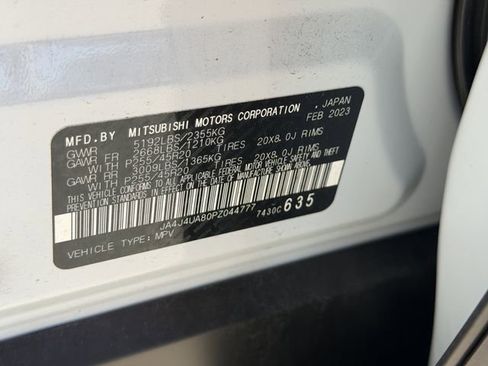 MFD.BY MITSUBISHI MOTORS CORPORATION JAPAN
FEB 2023
GVWR 5192LBS/2355KG
GAWR FR 2668LBS/1210KG
WITH P255/45R20 TIRES 20X8.0J RIMS
GAWR RR 3009LBS/1365KG
WITH P255/45R20 TIRES 20X8.0J RIMS
THIS VEHICLE CONFORMS TO ALL APPLICABLE FEDERAL MOTOR VEHICLE SAFETY AND THEFT
PREVENTION STANDARDS IN EFFECT ON THE DATE OF MANUFACTURE SHOWN ABOVE.
JA4J4UA80PZ044777 7430C 635
VEHICLE TYPE: MPV